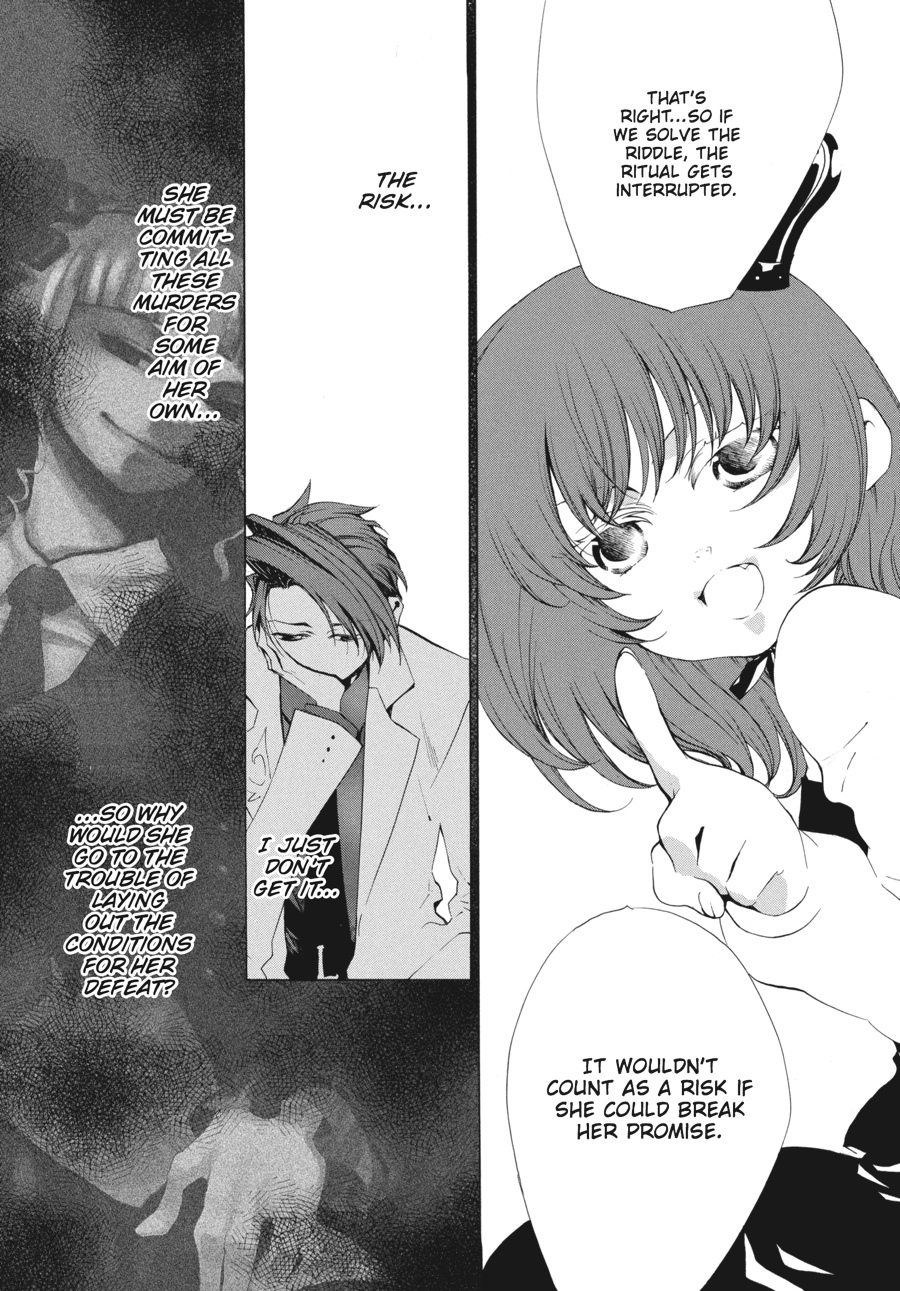 THAT'S
RIGHT...SO IF
WE SOLVE THE
RIDDLE, THE
RITUAL GETS
INTERRUPTED.
IT WOULDN'T
COUNT AS A RISK IF
SHE COULD BREAK
HER PROMISE.
THE
RISK...
I JUST
DON'T
GET IT...
SHE
MUST BE
COMMIT-
TING ALL
THESE
MURDERS
FOR
SOME
AIM OF
HER
OWN...
...SO WHY
WOULD SHE
GO TO THE
TROUBLE OF
LAYING
OUT THE
CONDITIONS
FOR HER
DEFEAT?